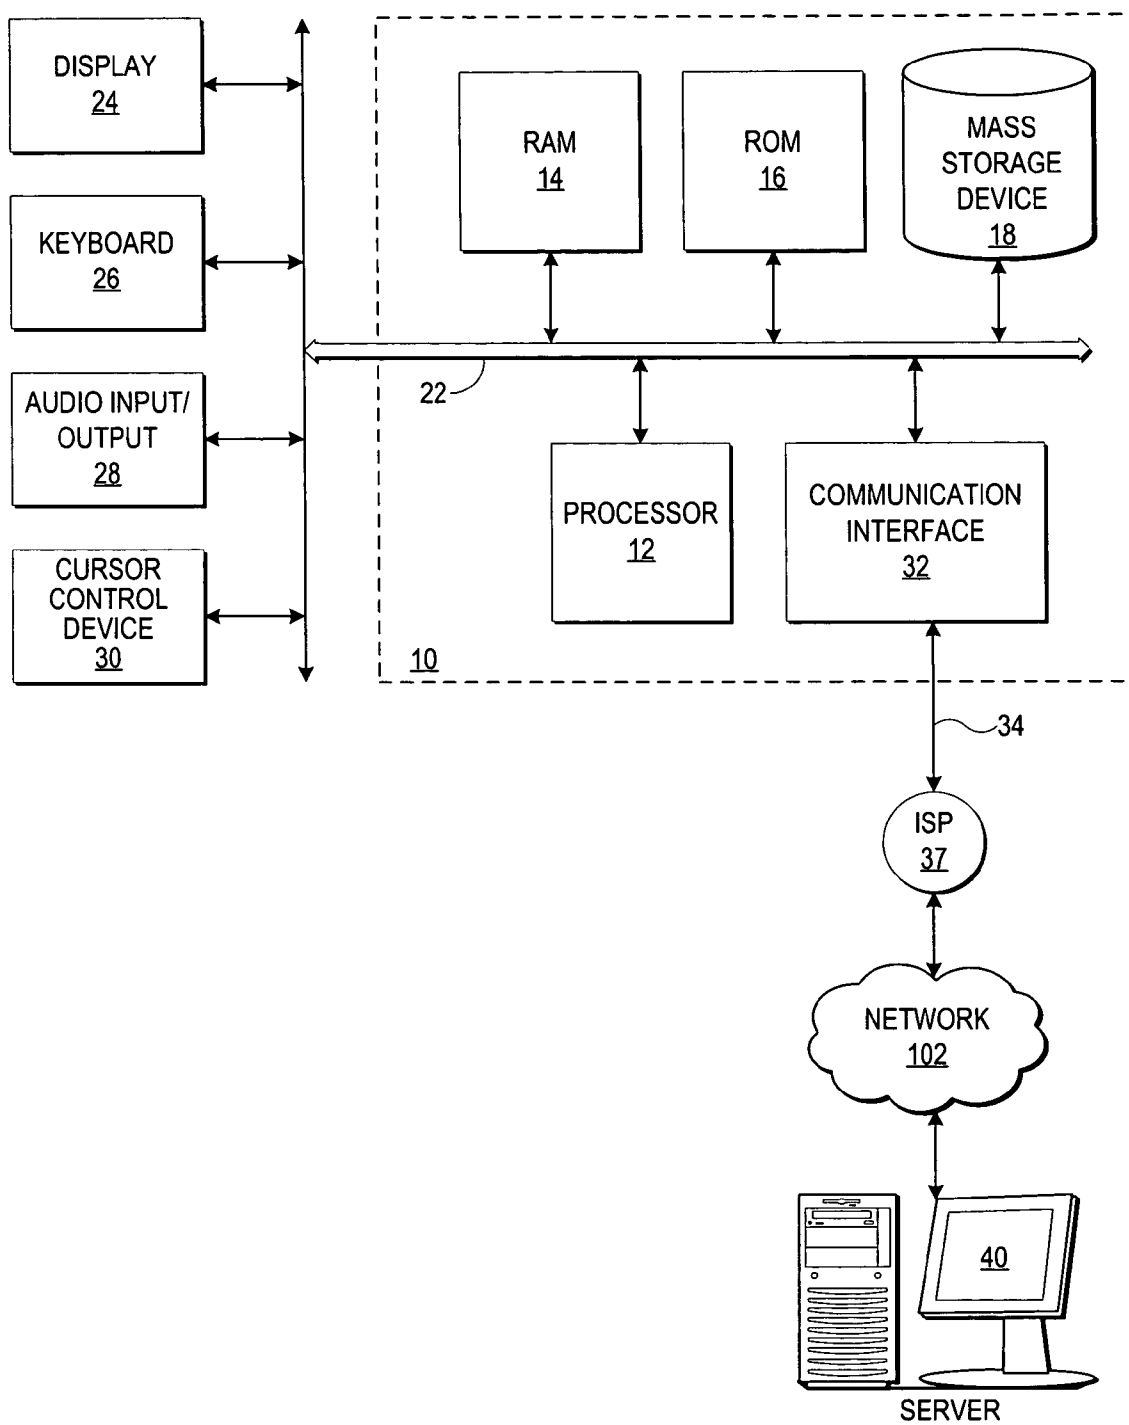 DISPLAY
24
KEYBOARD
26
AUDIO INPUT/
OUTPUT
28
CURSOR
CONTROL
DEVICE
30
RAM
14
ROM
16
MASS
STORAGE
DEVICE
18
22
PROCESSOR
12
COMMUNICATION
INTERFACE
32
10
34
ISP
37
NETWORK
102
40
SERVER